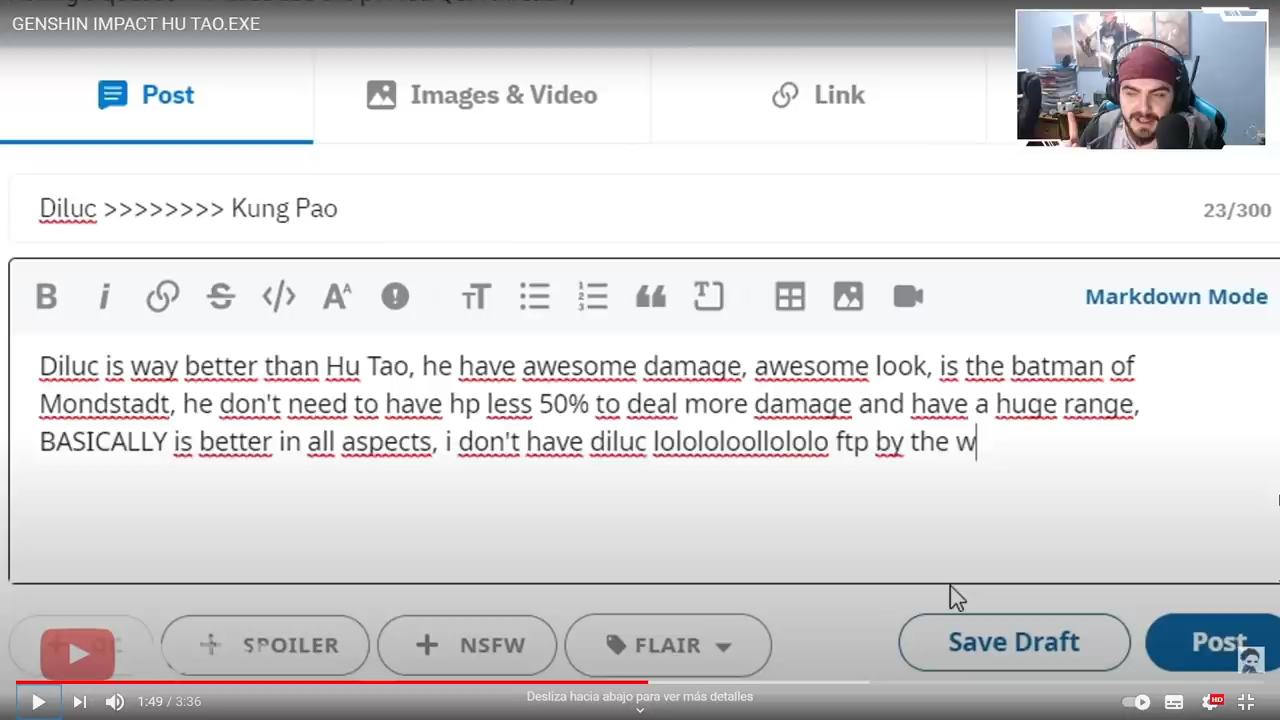 GENSHIN IMPACT HU TAO.EXE
Post
Images & Video
Link
Diluc >>>>>>>> Kung Pao
23/300
B i S </> A A ! T T 1 2 3 T
Markdown Mode
Diluc is way better than Hu Tao, he have awesome damage, awesome look, is the batman of
Mondstadt, he don't need to have hp less 50% to deal more damage and have a huge range,
BASICALLY is better in all aspects, i don't have diluc lolololoollololo ftp by the w
+ SPOILER
+ NSFW
FLAIR
Save Draft
Post
1:49 / 3:36
Desliza hacia abajo para ver más detalles
HD